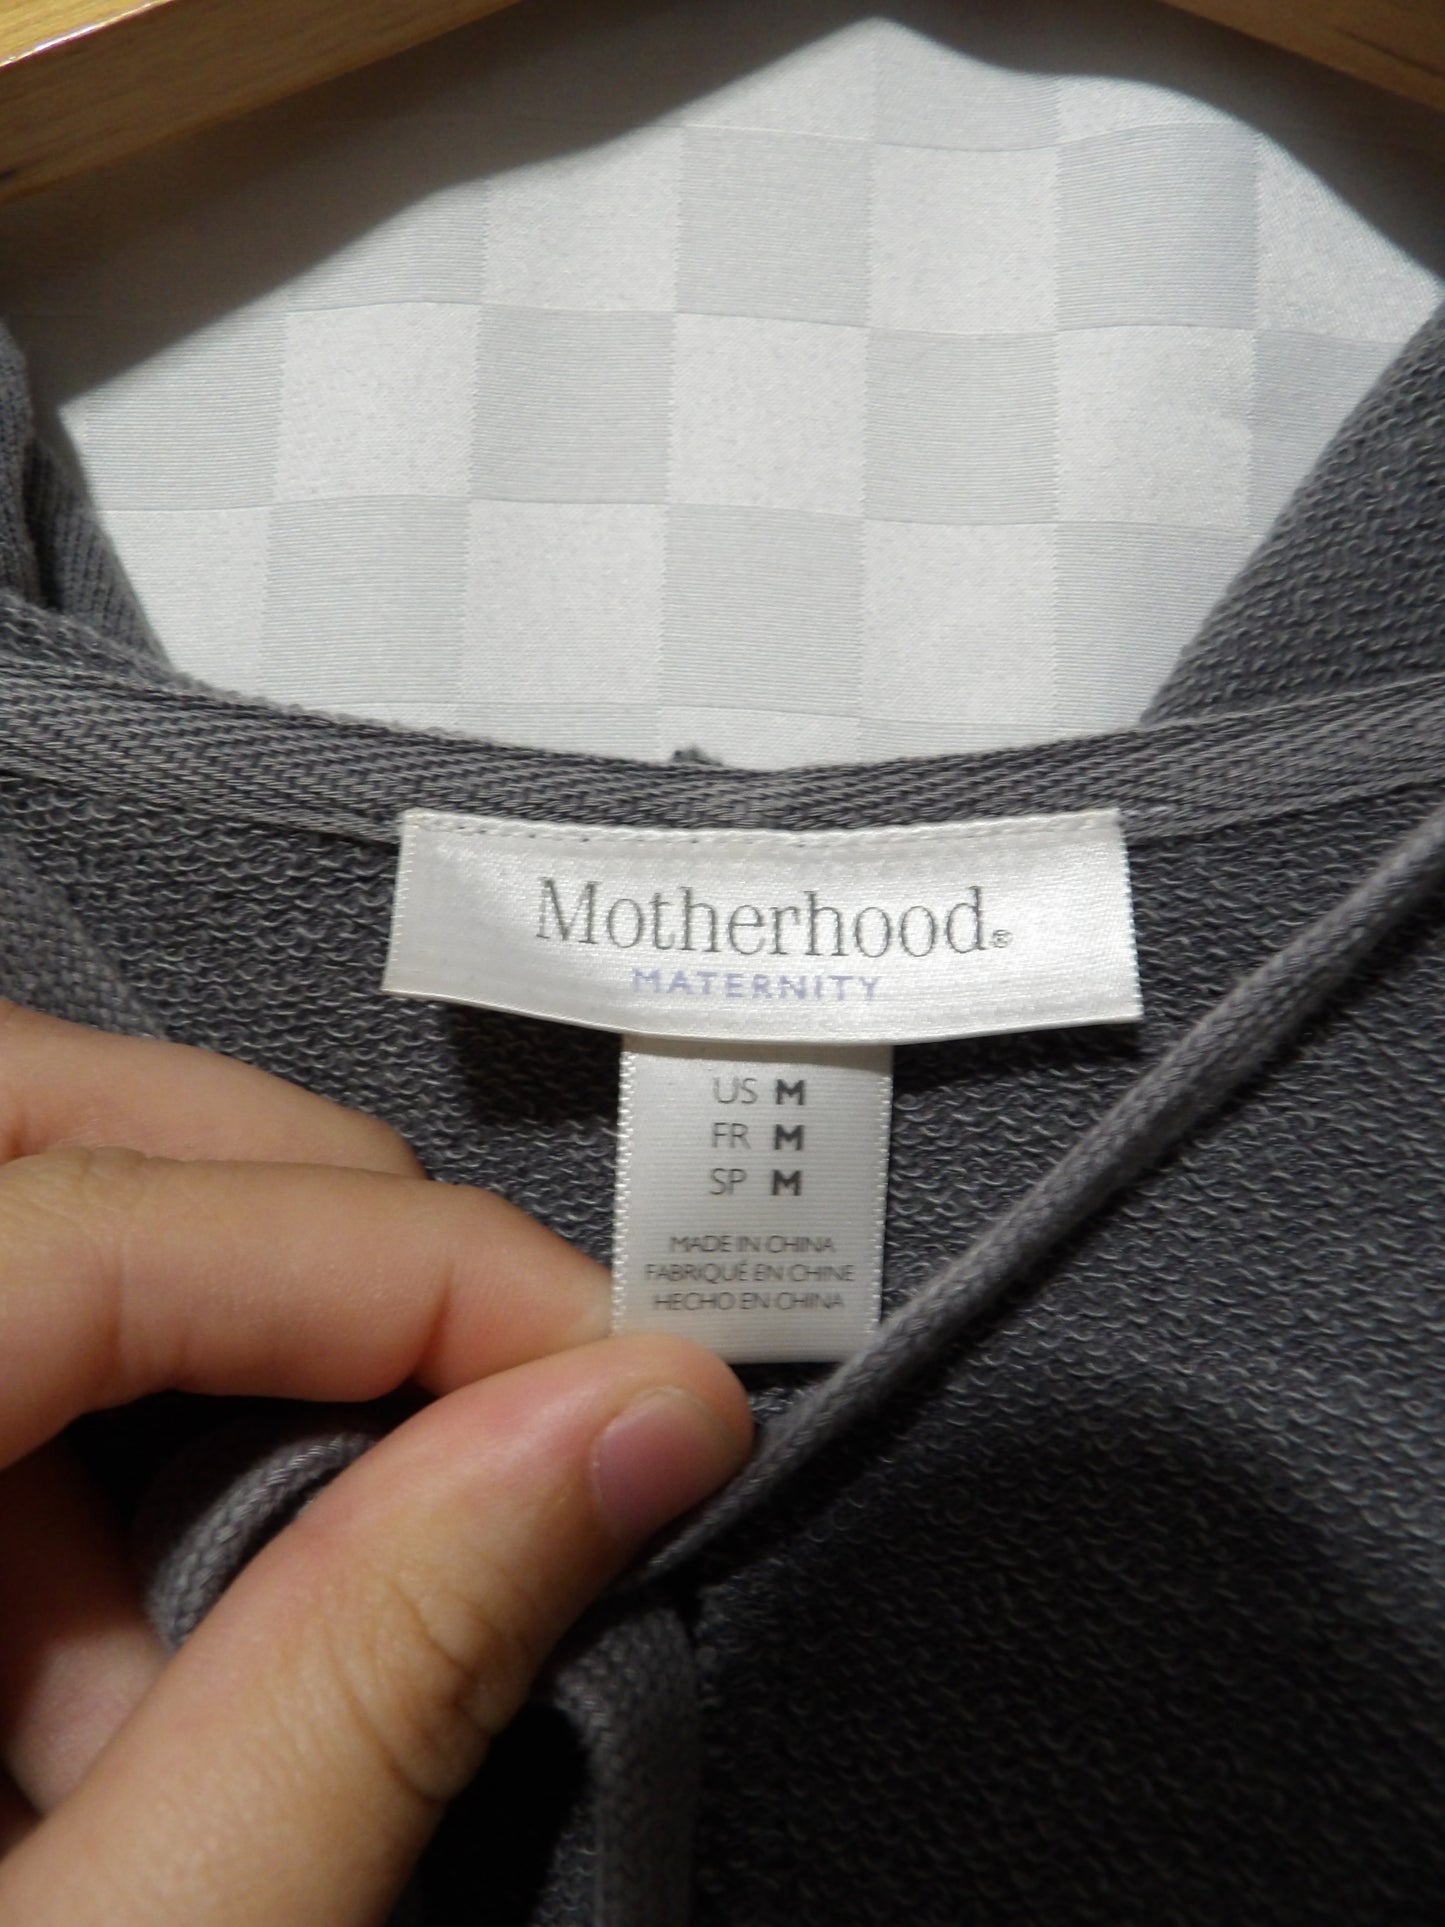 Motherhood®
MATERNITY
US M
FR M
SP M
MADE IN CHINA
FABRIQUÉ EN CHINE
HECHO EN CHINA